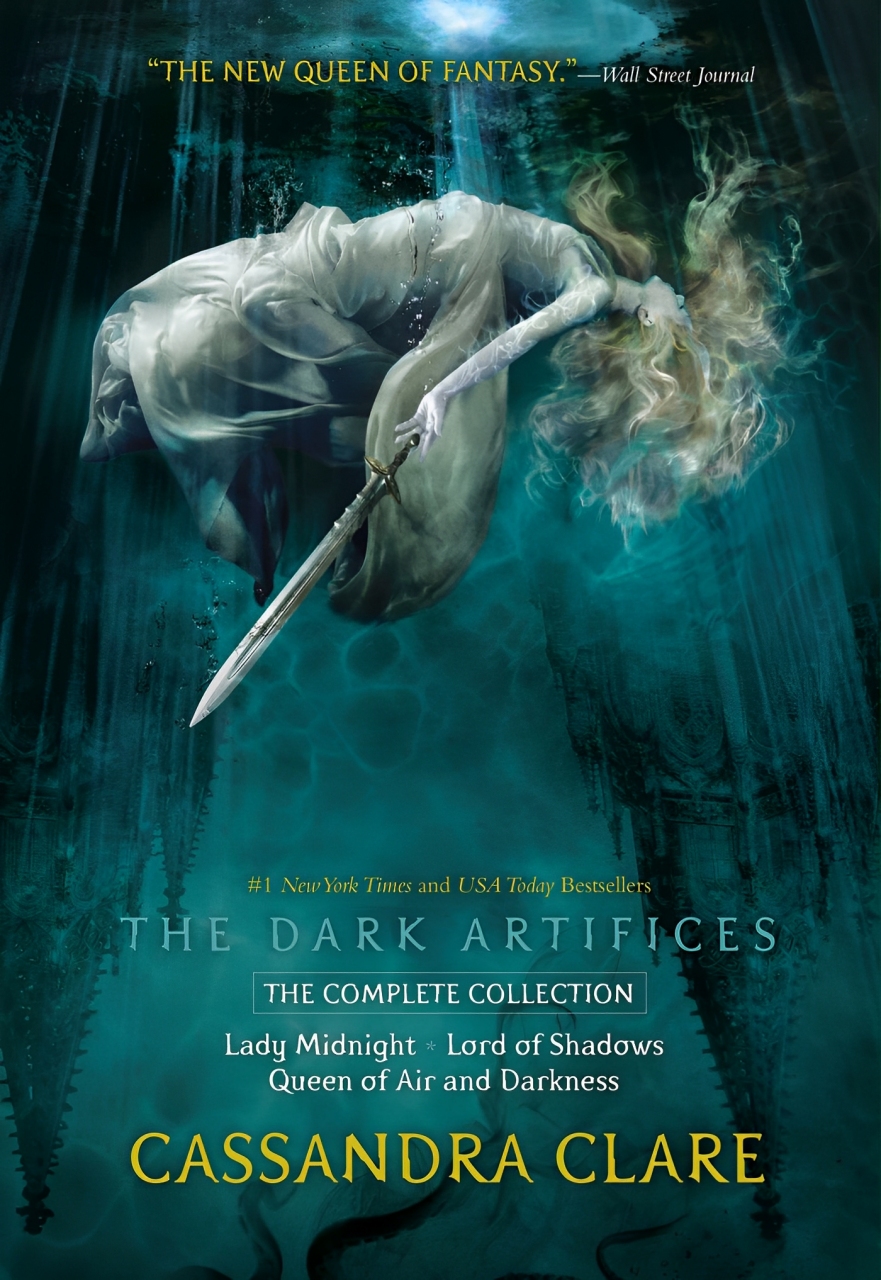 “THE NEW QUEEN OF FANTASY.”—Wall Street Journal
#1 New York Times and USA Today Bestsellers
THE DARK ARTIFICES
THE COMPLETE COLLECTION
Lady Midnight * Lord of Shadows
Queen of Air and Darkness
CASSANDRA CLARE